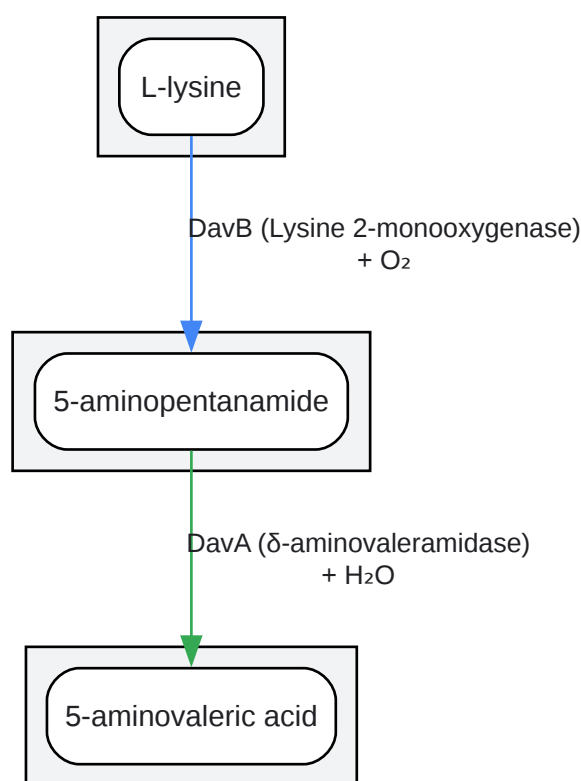 L-lysine
DavB (Lysine 2-monooxygenase)
+ O₂
5-aminopentanamide
DavA (δ-aminovaleramidase)
+ H₂O
5-aminovaleric acid